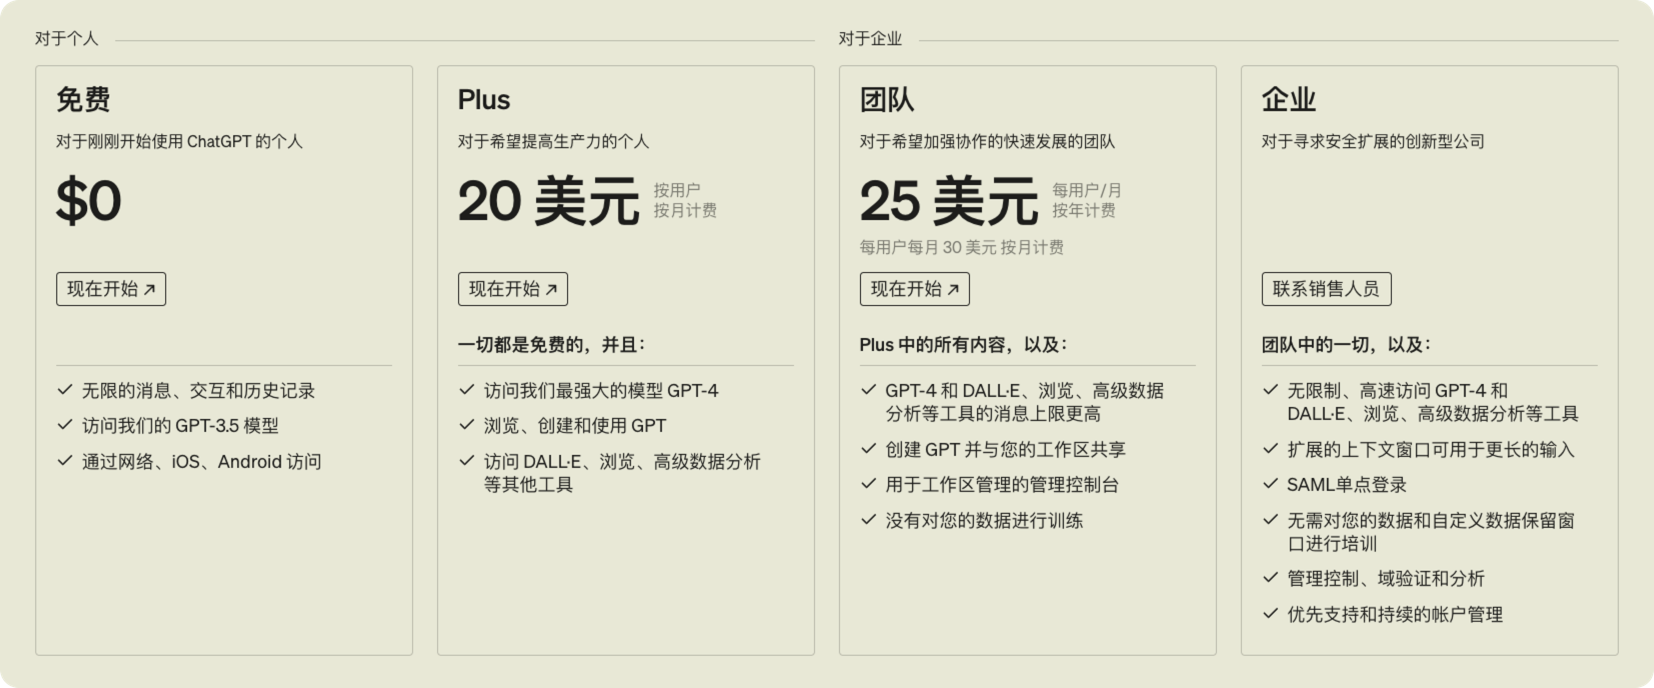 对于个人
免费
对于刚刚开始使用 ChatGPT 的个人
$0
现在开始 ↗
✓ 无限的消息、交互和历史记录
✓ 访问我们的 GPT-3.5 模型
✓ 通过网络、iOS、Android 访问
Plus
对于希望提高生产力的个人
20 美元
按用户
按月计费
现在开始 ↗
一切都是免费的，并且：
✓ 访问我们最强大的模型 GPT-4
✓ 浏览、创建和使用 GPT
✓ 访问 DALL·E、浏览、高级数据分析
等其他工具
对于企业
团队
对于希望加强协作的快速发展的团队
25 美元
每用户/月
按年计费
每用户每月 30 美元 按月计费
现在开始 ↗
Plus 中的所有内容，以及：
✓ GPT-4 和 DALL·E、浏览、高级数据
分析等工具的消息上限更高
✓ 创建 GPT 并与您的工作区共享
✓ 用于工作区管理的管理控制台
✓ 没有对您的数据进行训练
企业
对于寻求安全扩展的创新型公司
联系销售人员
团队中的一切，以及：
✓ 无限制、高速访问 GPT-4 和
DALL·E、浏览、高级数据分析等工具
✓ 扩展的上下文窗口可用于更长的输入
✓ SAML单点登录
✓ 无需对您的数据和自定义数据保留窗
口进行培训
✓ 管理控制、域验证和分析
✓ 优先支持和持续的帐户管理